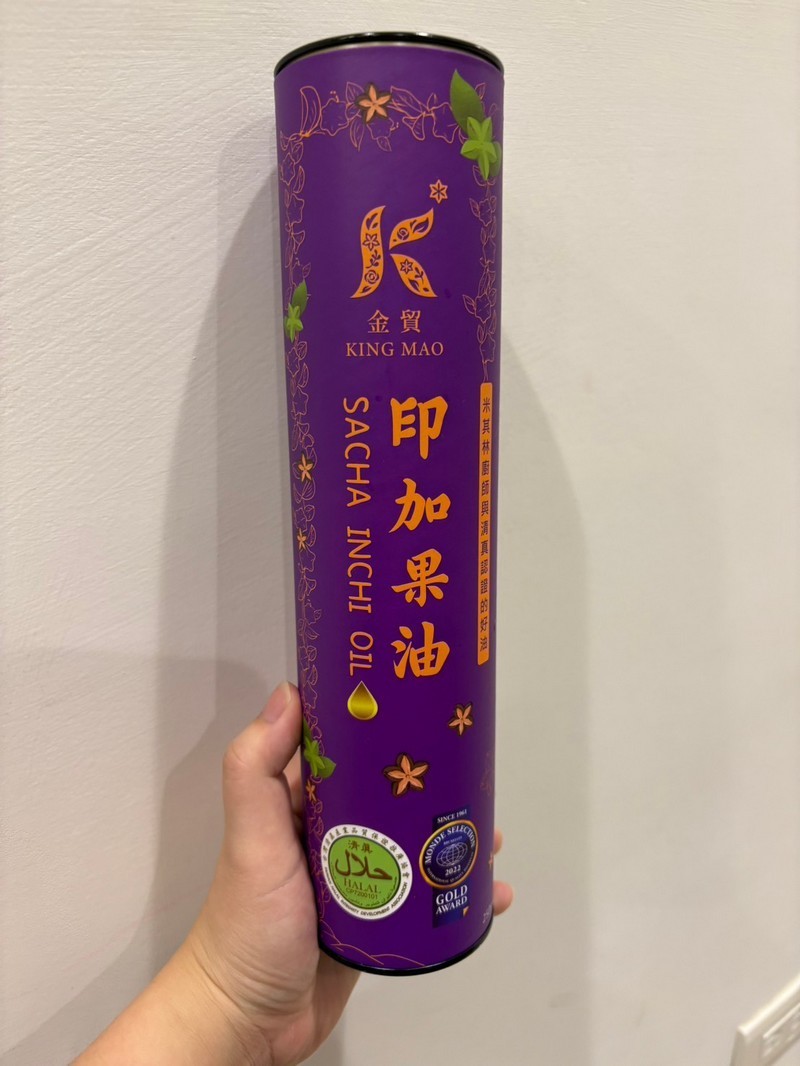 金貿
KING MAO
印加果油
SACHA INCHI OIL
米其林廚師與清真認證的好油
清真
حلال
HALAL
SINCE 1961
MONDE SELECTION
2022
GOLD
AWARD